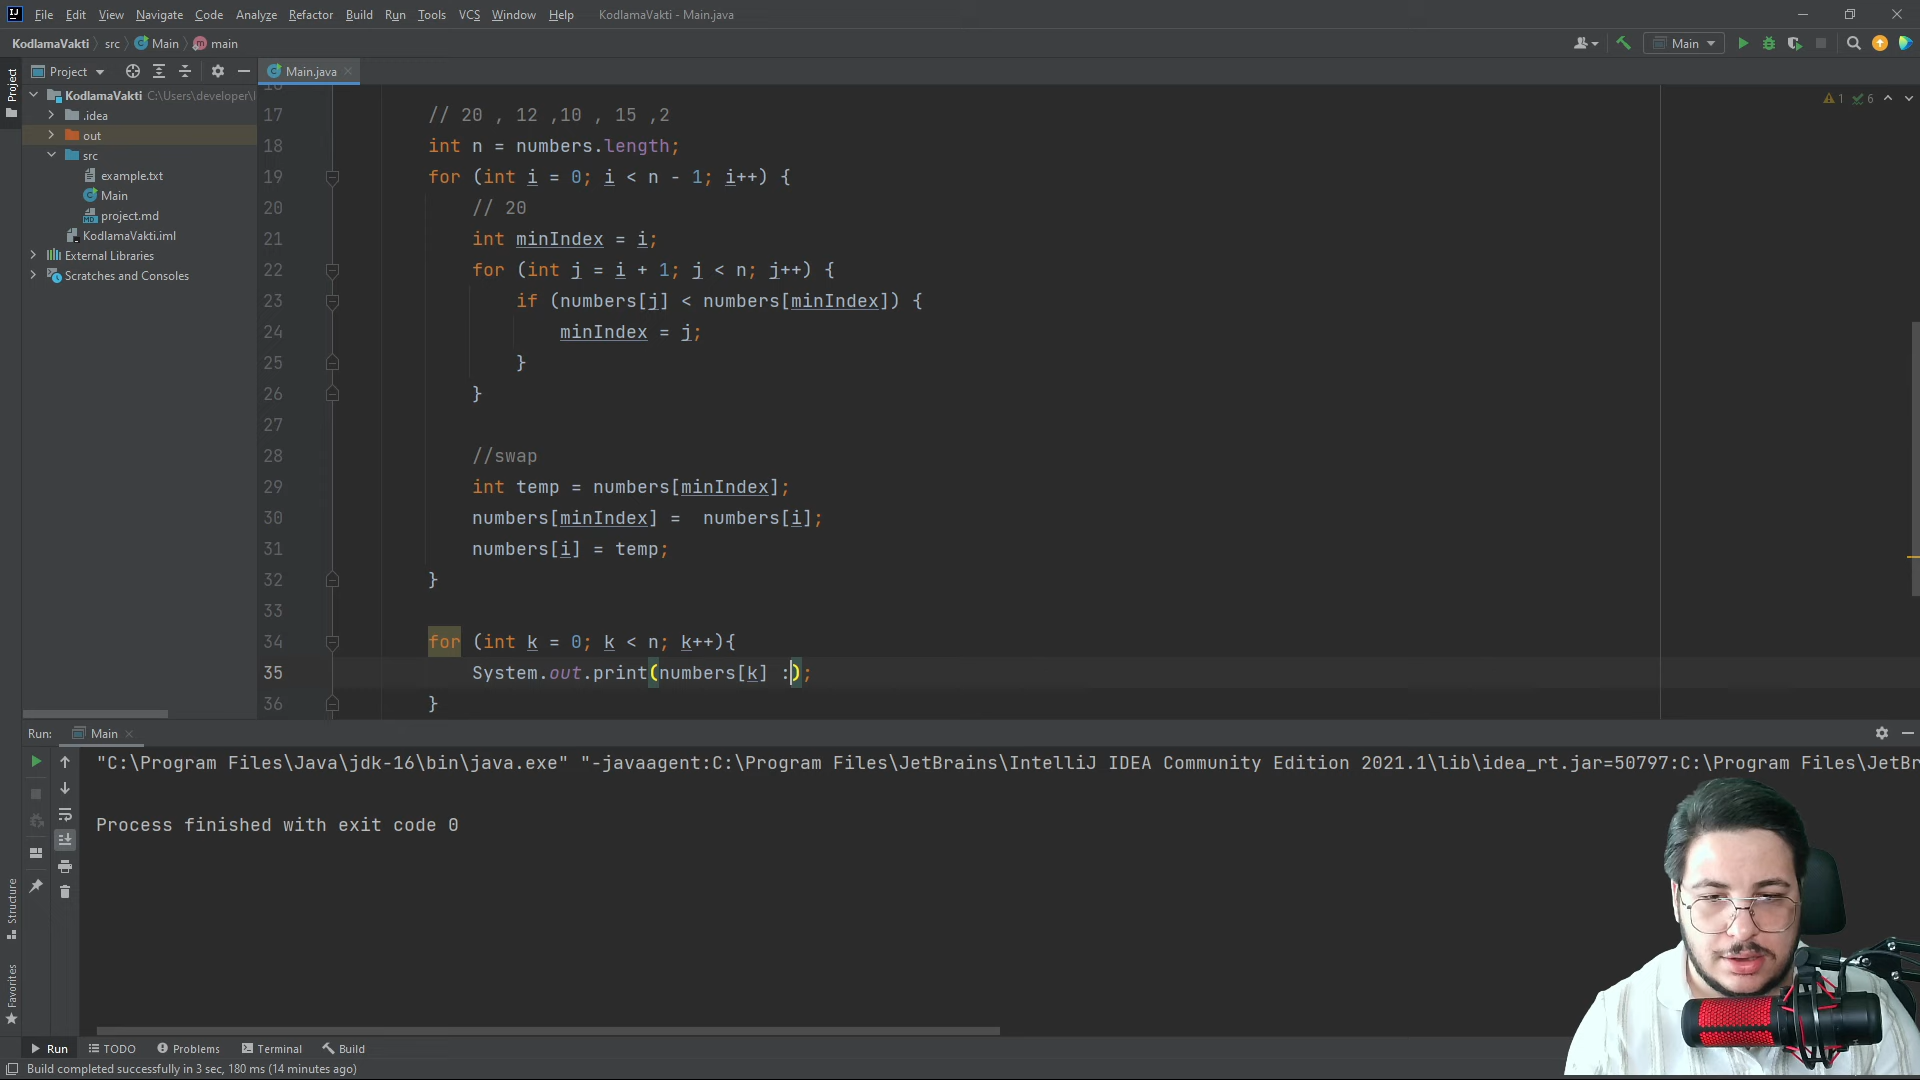 File Edit View Navigate Code Analyze Refactor Build Run Tools VCS Window Help KodlamaVakti - Main.java
KodlamaVakti src Main main Main
Project Main.java
Project
KodlamaVakti C:\Users\developer\I
.idea
out
src
example.txt
Main
project.md
KodlamaVakti.iml
External Libraries
Scratches and Consoles
1 6
17 // 20 , 12 ,10 , 15 ,2
18 int n = numbers.length;
19 for (int i = 0; i < n - 1; i++) {
20 // 20
21 int minIndex = i;
22 for (int j = i + 1; j < n; j++) {
23 if (numbers[j] < numbers[minIndex]) {
24 minIndex = j;
25 }
26 }
27
28 //swap
29 int temp = numbers[minIndex];
30 numbers[minIndex] =  numbers[i];
31 numbers[i] = temp;
32 }
33
34 for (int k = 0; k < n; k++){
35 System.out.print(numbers[k] :);
36 }
Run: Main
"C:\Program Files\Java\jdk-16\bin\java.exe" "-javaagent:C:\Program Files\JetBrains\IntelliJ IDEA Community Edition 2021.1\lib\idea_rt.jar=50797:C:\Program Files\JetBr
Process finished with exit code 0
Structure
Favorites
Run TODO Problems Terminal Build
Build completed successfully in 3 sec, 180 ms (14 minutes ago)